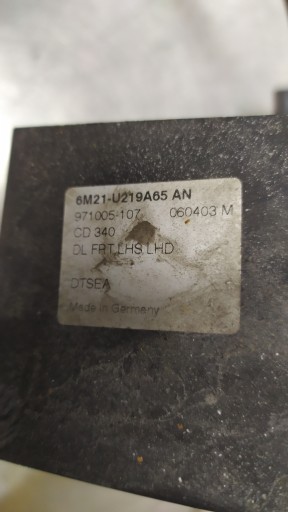 6M21-U219A65 AN
971005-107 060403 M
CD 340
DL FRT LHS LHD
DTSEA
Made in Germany